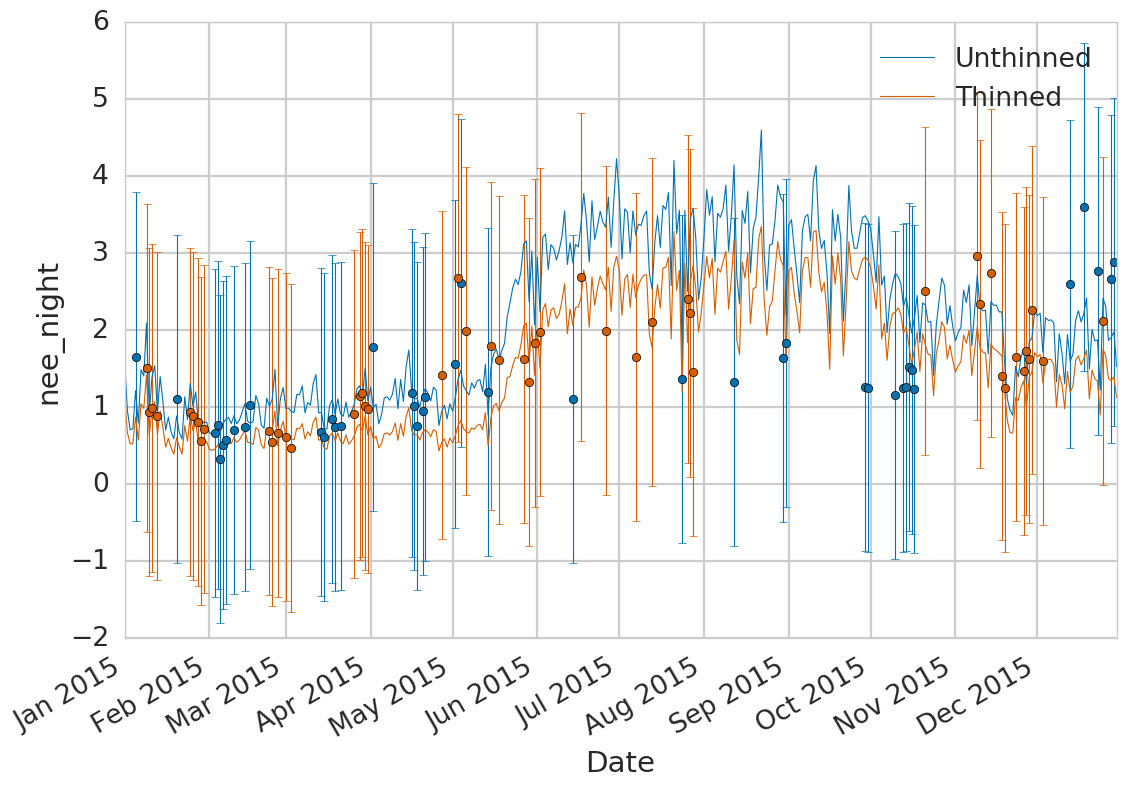 6
5
4
3
2
1
0
−1
−2
nee_night
Unthinned
Thinned
Jan 2015
Feb 2015
Mar 2015
Apr 2015
May 2015
Jun 2015
Jul 2015
Aug 2015
Sep 2015
Oct 2015
Nov 2015
Dec 2015
Date